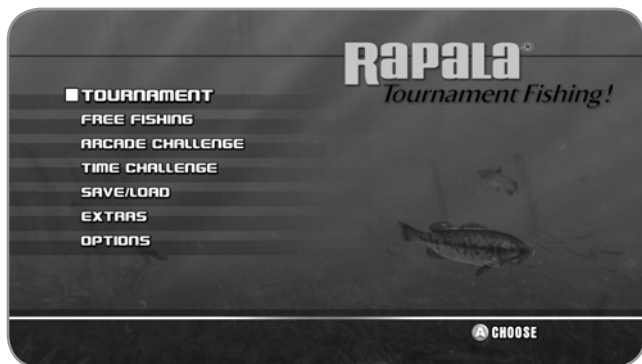 RAPALA®
Tournament Fishing!
TOURNAMENT
FREE FISHING
ARCADE CHALLENGE
TIME CHALLENGE
SAVE/LOAD
EXTRAS
OPTIONS
A CHOOSE